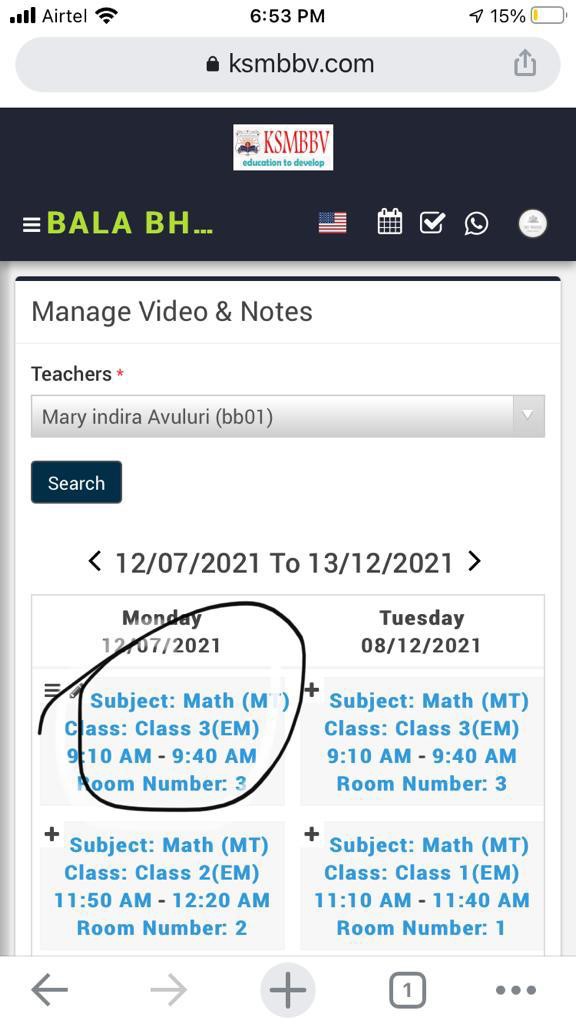 Airtel 6:53 PM 15%
ksmbbv.com
KSMBBV
education to develop
BALA BH...
Manage Video & Notes
Teachers *
Mary indira Avuluri (bb01)
Search
12/07/2021 To 13/12/2021
Monday
12/07/2021
Subject: Math (MT)
Class: Class 3(EM)
9:10 AM - 9:40 AM
Room Number: 3
Tuesday
08/12/2021
Subject: Math (MT)
Class: Class 3(EM)
9:10 AM - 9:40 AM
Room Number: 3
Subject: Math (MT)
Class: Class 2(EM)
11:50 AM - 12:20 AM
Room Number: 2
Subject: Math (MT)
Class: Class 1(EM)
11:10 AM - 11:40 AM
Room Number: 1
1